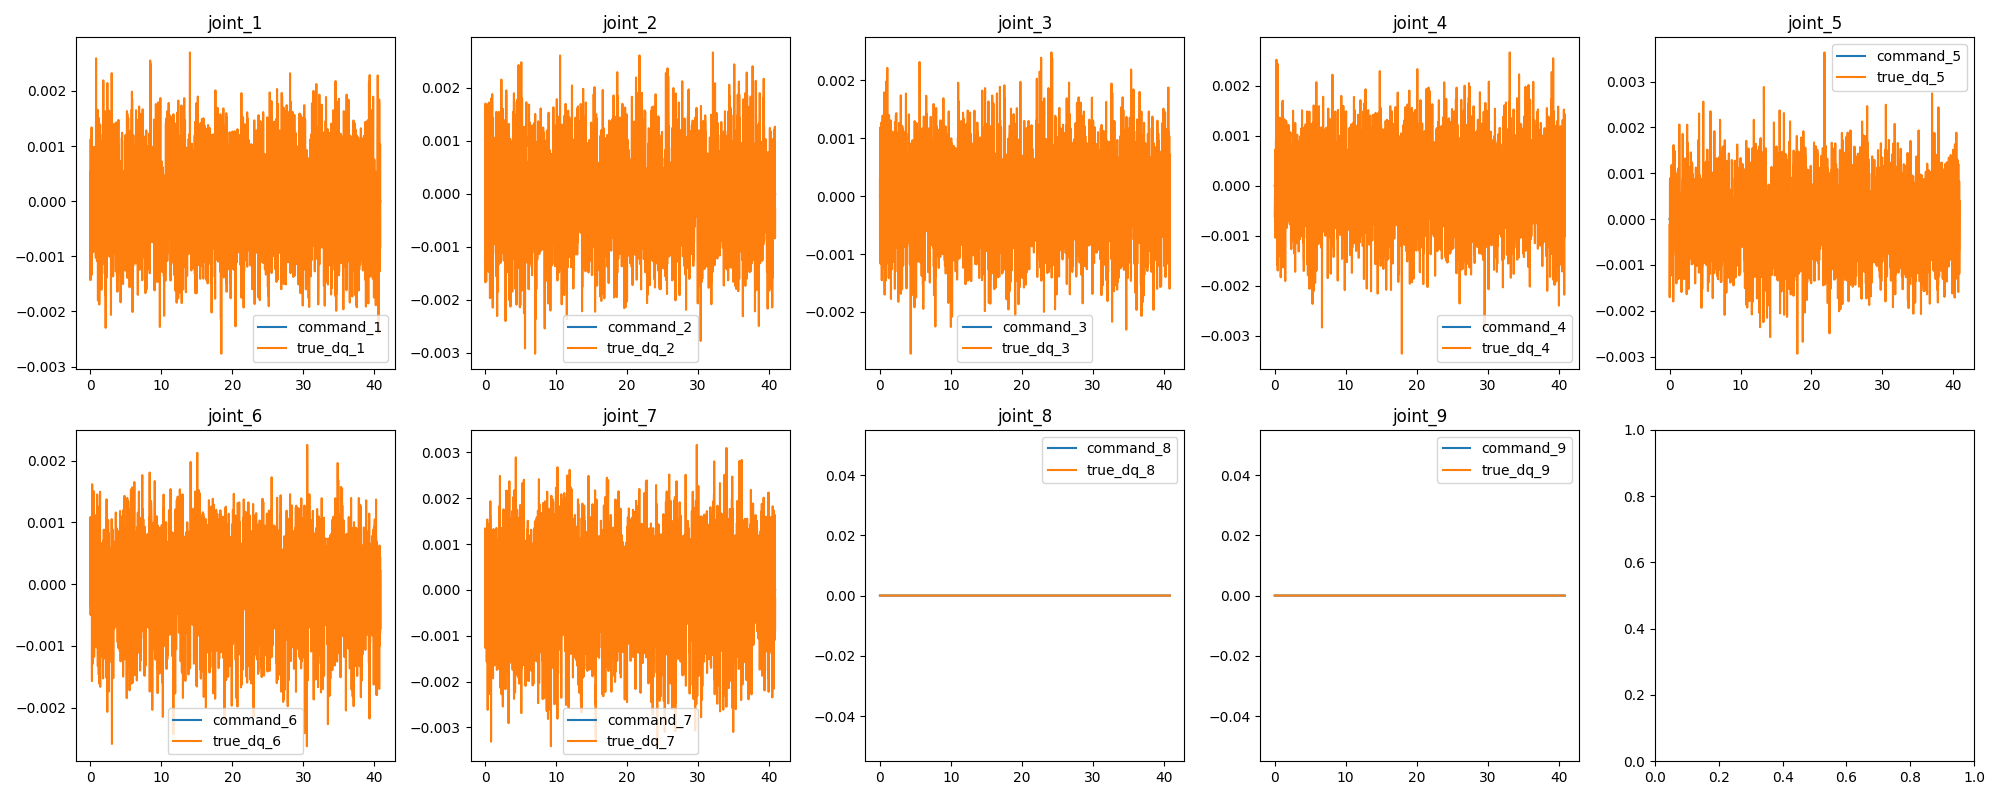 joint_1
0.002
0.001
0.000
−0.001
−0.002
−0.003
0 10 20 30 40
command_1
true_dq_1
joint_2
0.002
0.001
0.000
−0.001
−0.002
−0.003
0 10 20 30 40
command_2
true_dq_2
joint_3
0.002
0.001
0.000
−0.001
−0.002
0 10 20 30 40
command_3
true_dq_3
joint_4
0.002
0.001
0.000
−0.001
−0.002
−0.003
0 10 20 30 40
command_4
true_dq_4
joint_5
0.003
0.002
0.001
0.000
−0.001
−0.002
−0.003
0 10 20 30 40
command_5
true_dq_5
joint_6
0.002
0.001
0.000
−0.001
−0.002
0 10 20 30 40
command_6
true_dq_6
joint_7
0.003
0.002
0.001
0.000
−0.001
−0.002
−0.003
0 10 20 30 40
command_7
true_dq_7
joint_8
0.04
0.02
0.00
−0.02
−0.04
0 10 20 30 40
command_8
true_dq_8
joint_9
0.04
0.02
0.00
−0.02
−0.04
0 10 20 30 40
command_9
true_dq_9
1.0
0.8
0.6
0.4
0.2
0.0
0.0 0.2 0.4 0.6 0.8 1.0